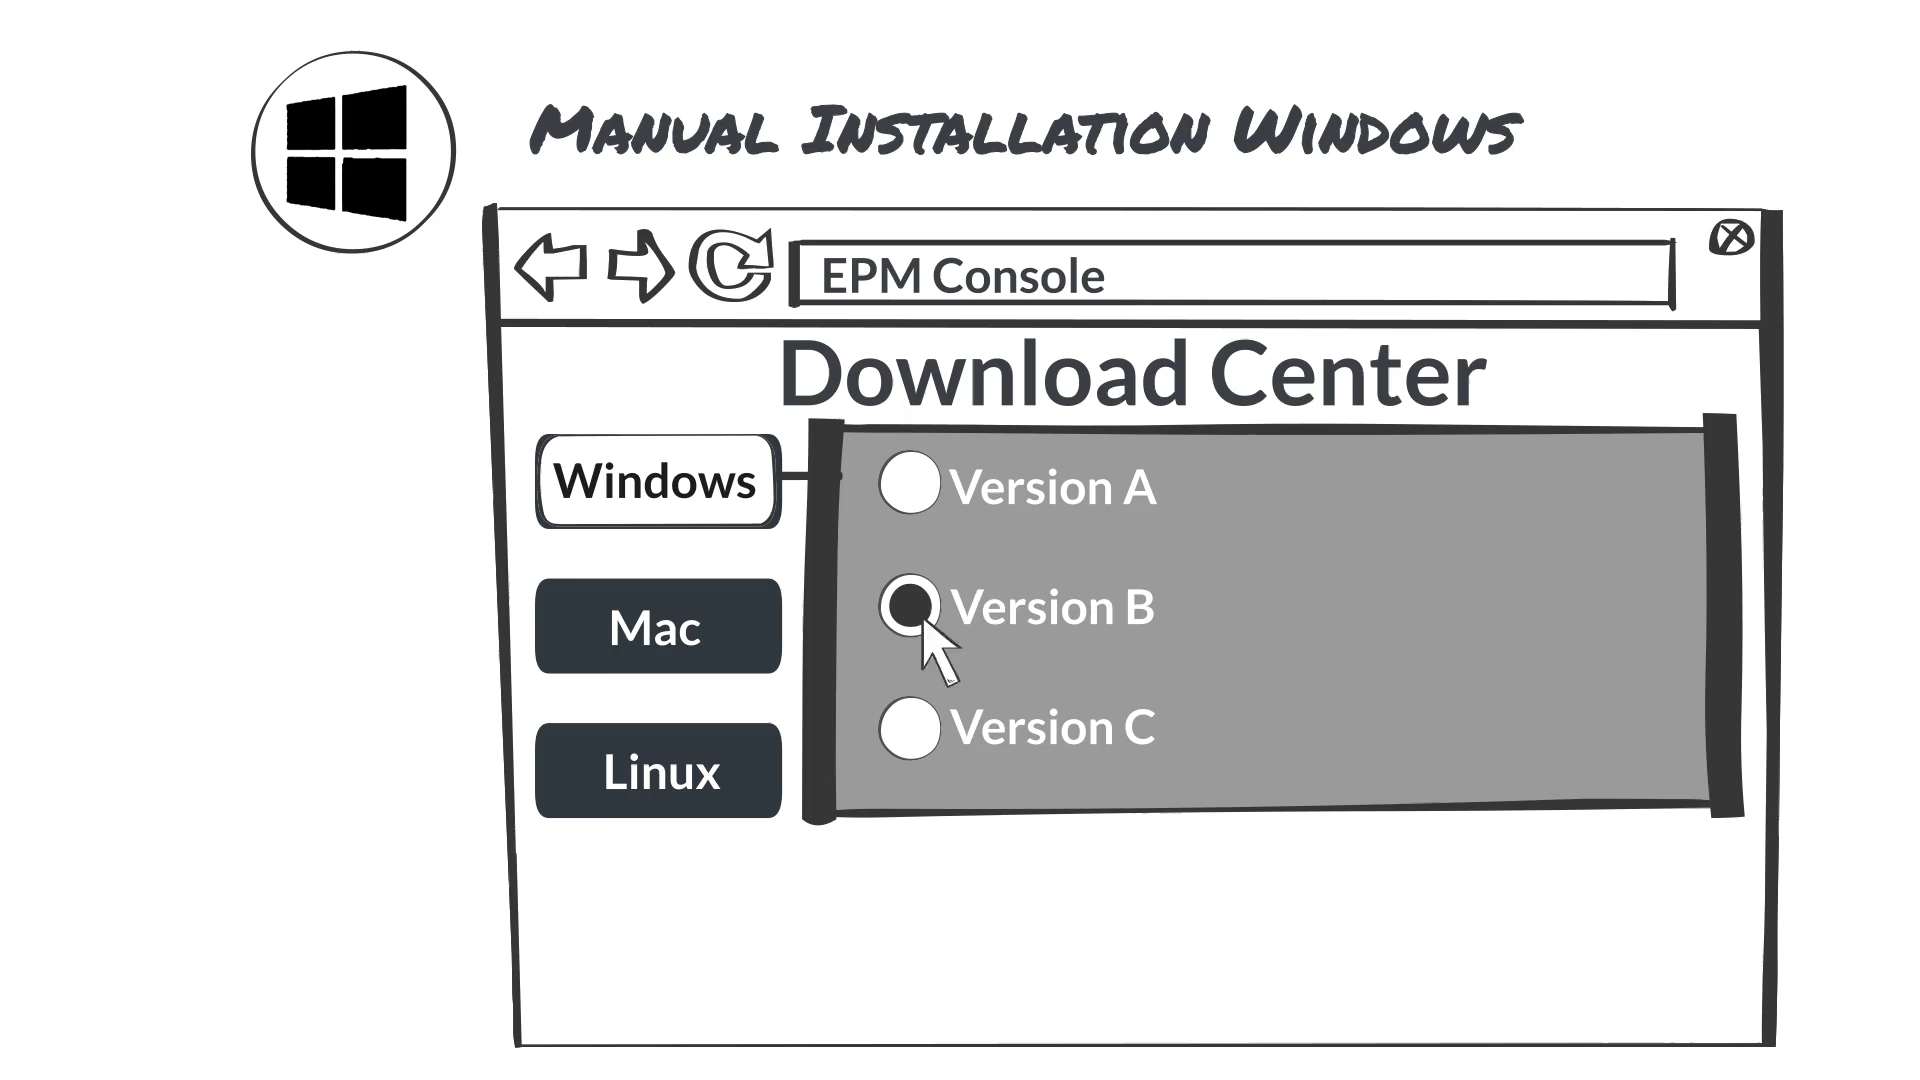 Manual Installation Windows
EPM Console
Download Center
Windows
Version A
Mac
Version B
Linux
Version C